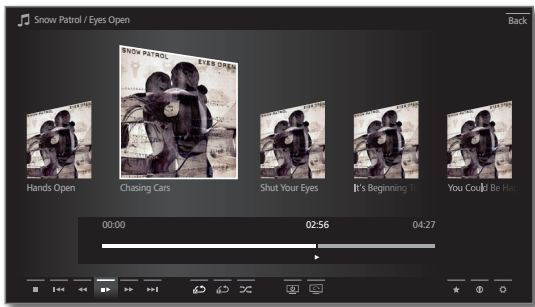 Snow Patrol / Eyes Open
Back
SNOW PATROL
EYES OPEN
Hands Open
Chasing Cars
Shut Your Eyes
It's Beginning To
You Could Be Ha
00:00
02:56
04:27